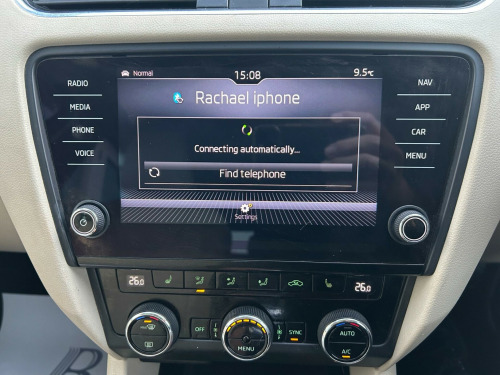 Normal 15:08 9.5°C
RADIO
MEDIA
PHONE
VOICE
Rachael iphone
Connecting automatically...
Find telephone
Settings
NAV
APP
CAR
MENU
26.0 26.0
OFF MENU SYNC AUTO
A/C